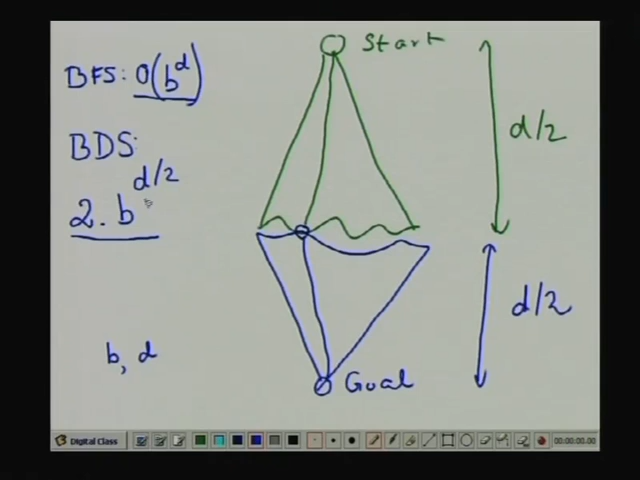 Start
BFS: O(b^d)
d/2
BDS:
2. b^d/2
d/2
b, d
Goal
Digital Class
00:00:00.00